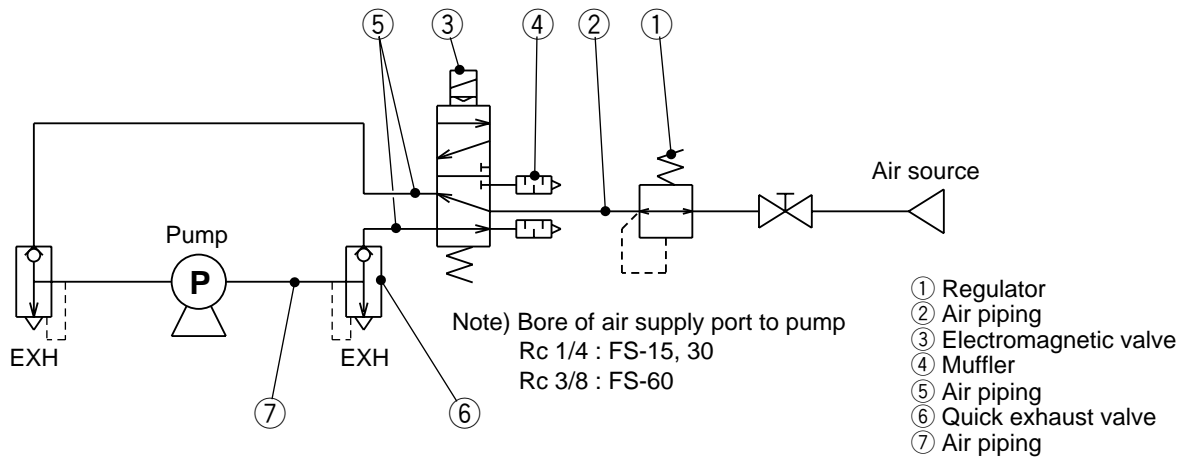 ⑤ ③ ④ ② ①
Air source
Pump
P
EXH
EXH
Note) Bore of air supply port to pump
Rc 1/4 : FS-15, 30
Rc 3/8 : FS-60
⑦ ⑥
① Regulator
② Air piping
③ Electromagnetic valve
④ Muffler
⑤ Air piping
⑥ Quick exhaust valve
⑦ Air piping